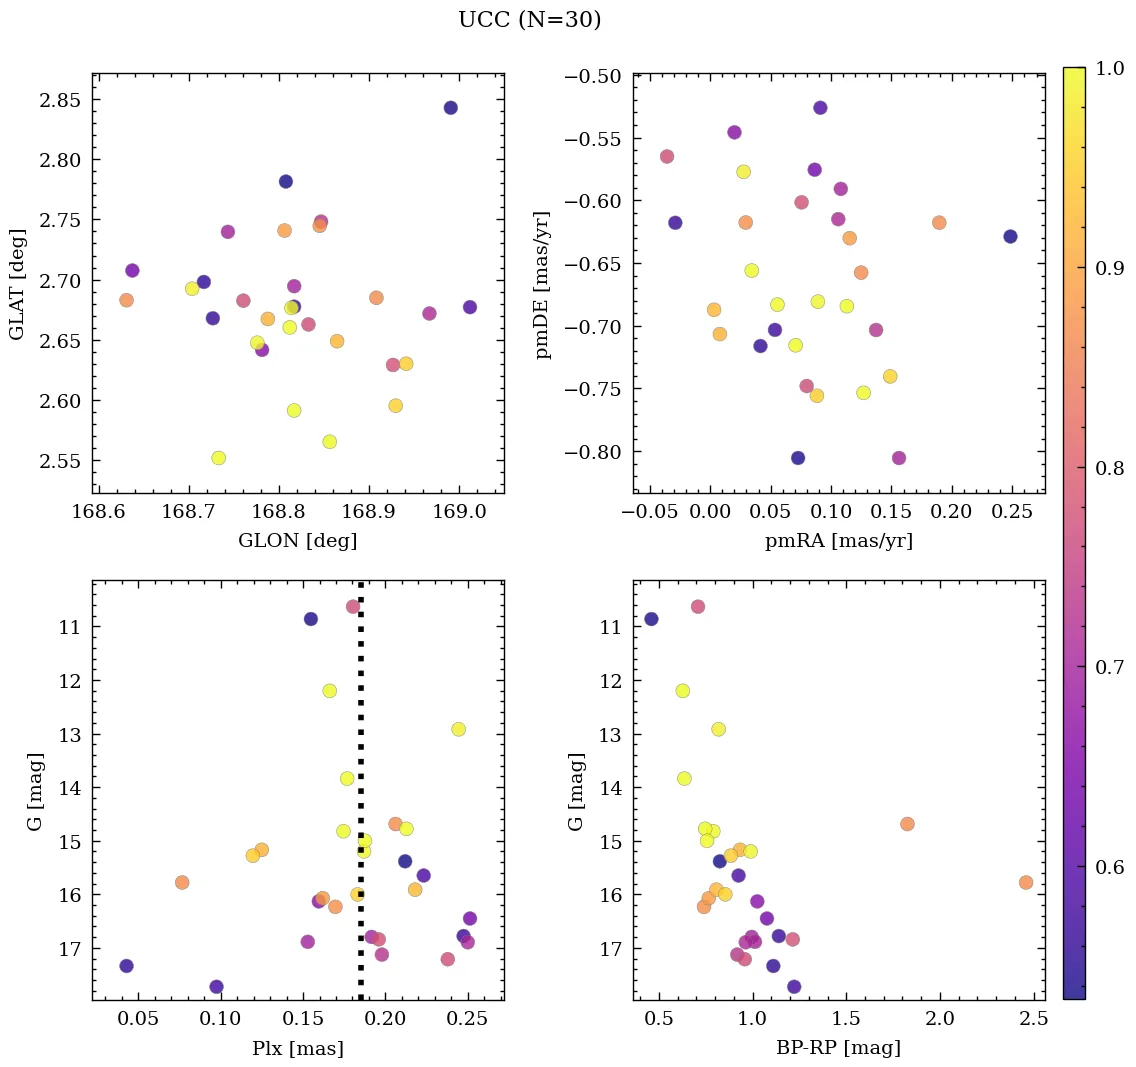 UCC (N=30)
2.85
2.80
2.75
2.70
2.65
2.60
2.55
GLAT [deg]
168.6 168.7 168.8 168.9 169.0
GLON [deg]
−0.50
−0.55
−0.60
−0.65
−0.70
−0.75
−0.80
pmDE [mas/yr]
−0.05 0.00 0.05 0.10 0.15 0.20 0.25
pmRA [mas/yr]
1.0
0.9
0.8
0.7
0.6
11
12
13
14
15
16
17
G [mag]
0.05 0.10 0.15 0.20 0.25
Plx [mas]
11
12
13
14
15
16
17
G [mag]
0.5 1.0 1.5 2.0 2.5
BP-RP [mag]